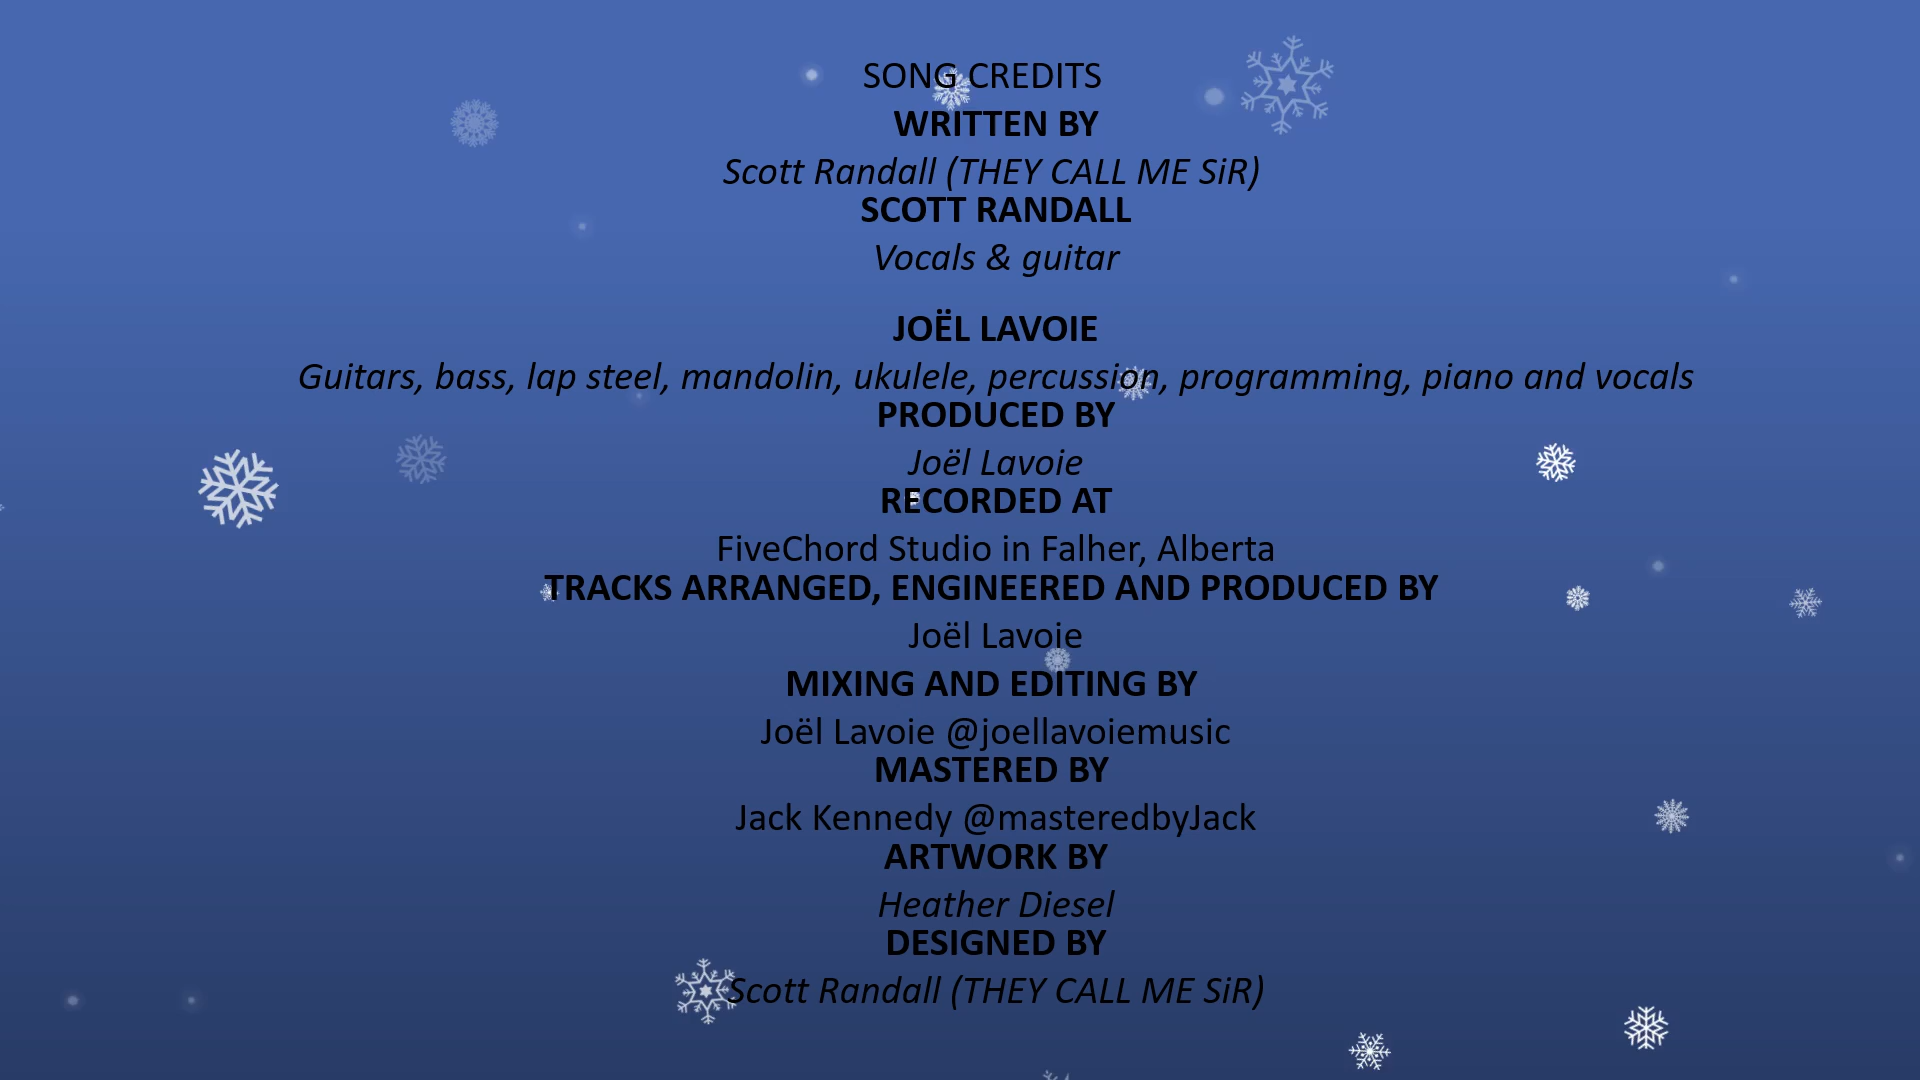 SONG CREDITS
WRITTEN BY
Scott Randall (THEY CALL ME SiR)
SCOTT RANDALL
Vocals & guitar
JOËL LAVOIE
Guitars, bass, lap steel, mandolin, ukulele, percussion, programming, piano and vocals
PRODUCED BY
Joël Lavoie
RECORDED AT
FiveChord Studio in Falher, Alberta
TRACKS ARRANGED, ENGINEERED AND PRODUCED BY
Joël Lavoie
MIXING AND EDITING BY
Joël Lavoie @joellavoiemusic
MASTERED BY
Jack Kennedy @masteredbyJack
ARTWORK BY
Heather Diesel
DESIGNED BY
Scott Randall (THEY CALL ME SiR)